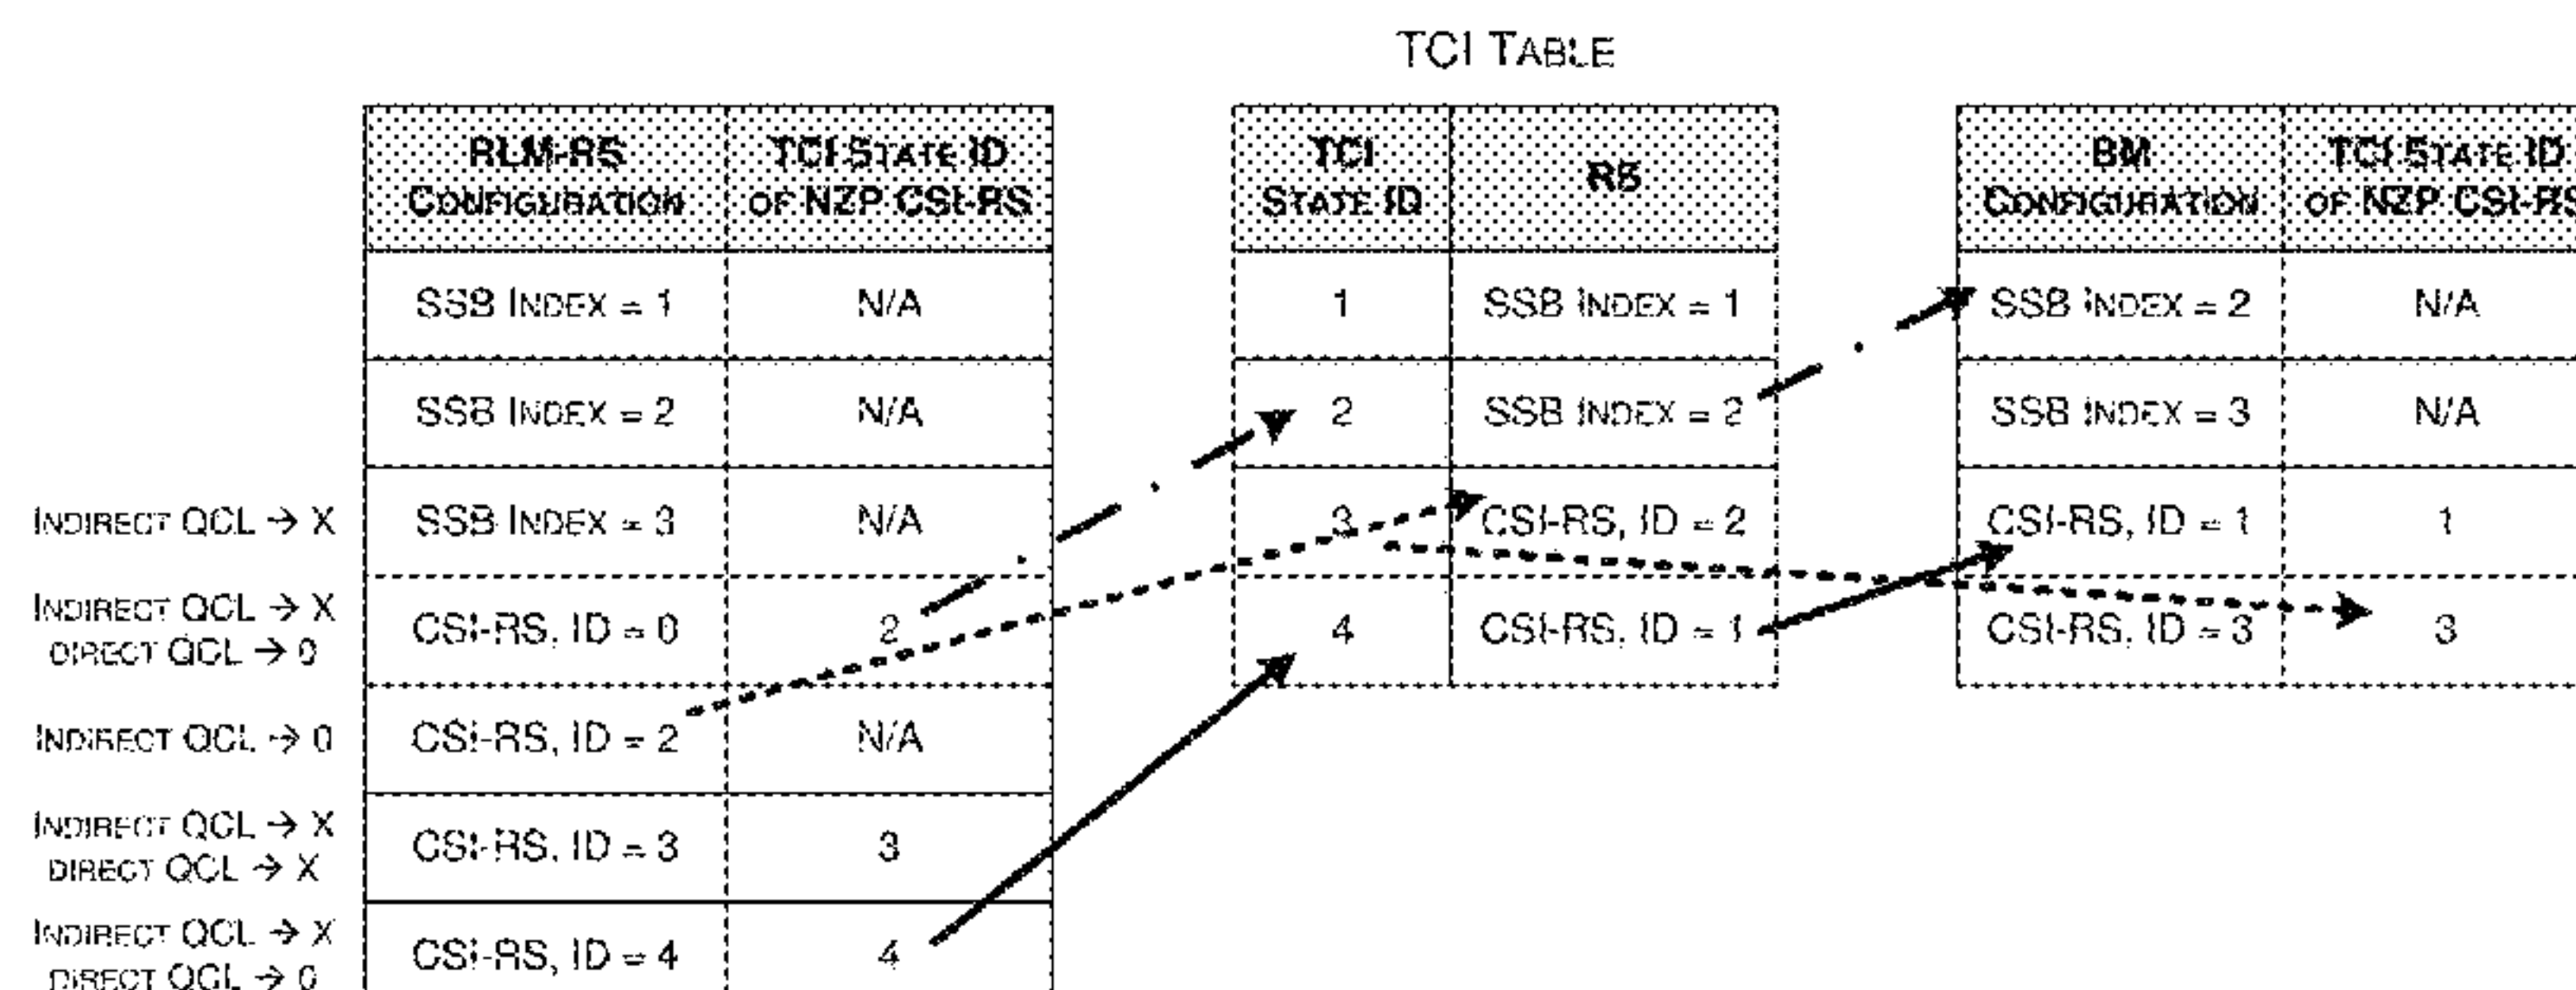 TCI TABLE
RLM-RS CONFIGURATION TCI-STATE ID OF NZP CSI-RS
SSB INDEX = 1 N/A
SSB INDEX = 2 N/A
INDIRECT QCL → X SSB INDEX = 3 N/A
INDIRECT QCL → X
DIRECT QCL → 0
CSI-RS, ID = 0 2
INDIRECT QCL → 0 CSI-RS, ID = 2 N/A
INDIRECT QCL → X
DIRECT QCL → X
CSI-RS, ID = 3 3
INDIRECT QCL → X
DIRECT QCL → 0
CSI-RS, ID = 4 4
TCI STATE ID RS
1 SSB INDEX = 1
2 SSB INDEX = 2
3 CSI-RS, ID = 2
4 CSI-RS, ID = 1
BM CONFIGURATION TCI-STATE ID OF NZP CSI-RS
SSB INDEX = 2 N/A
SSB INDEX = 3 N/A
CSI-RS, ID = 1 1
CSI-RS, ID = 3 3